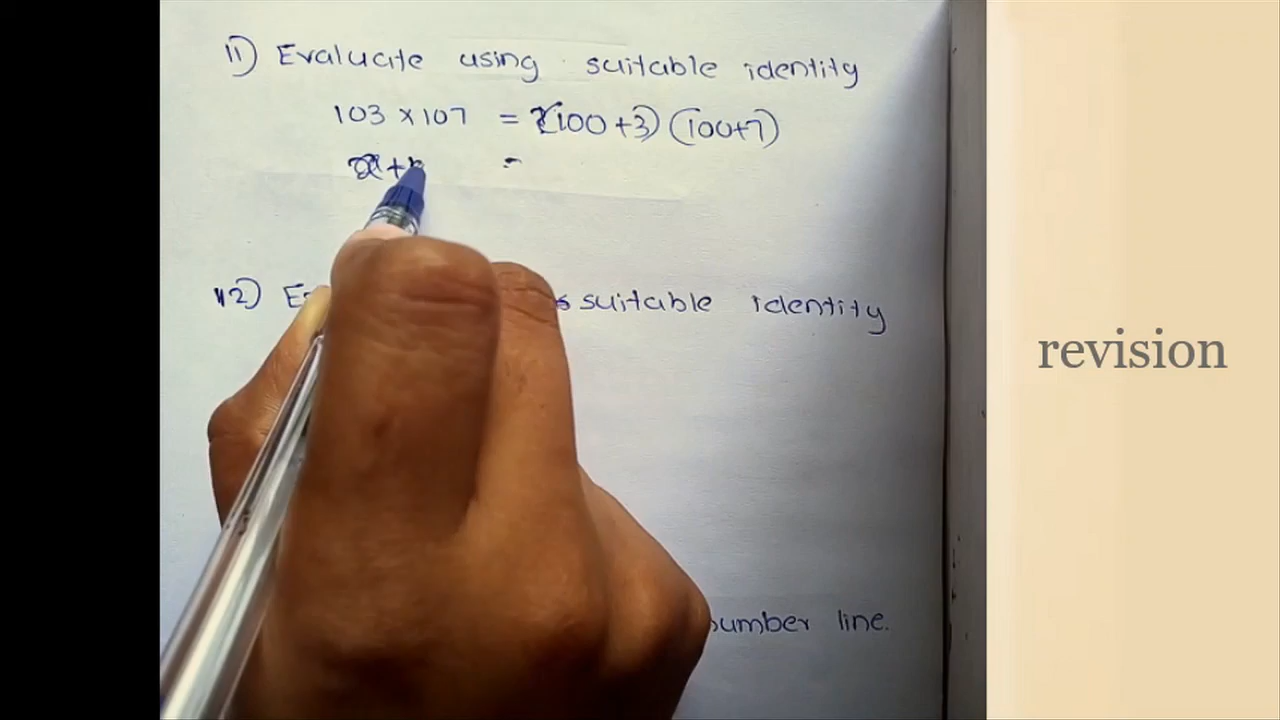 11) Evaluate using suitable identity
103 × 107 = (100 + 3) (100+7)
=
12) suitable identity
number line.
revision